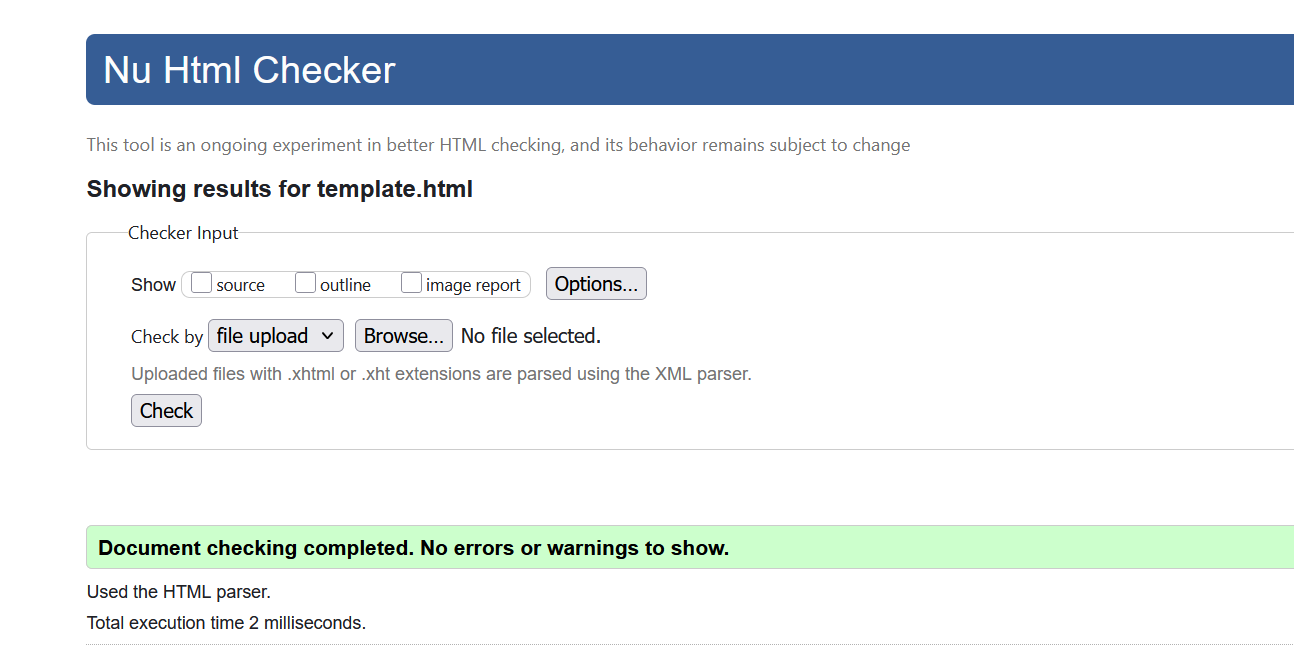 Nu Html Checker
This tool is an ongoing experiment in better HTML checking, and its behavior remains subject to change
Showing results for template.html
Checker Input
Show source outline image report Options...
Check by file upload Browse... No file selected.
Uploaded files with .xhtml or .xht extensions are parsed using the XML parser.
Check
Document checking completed. No errors or warnings to show.
Used the HTML parser.
Total execution time 2 milliseconds.